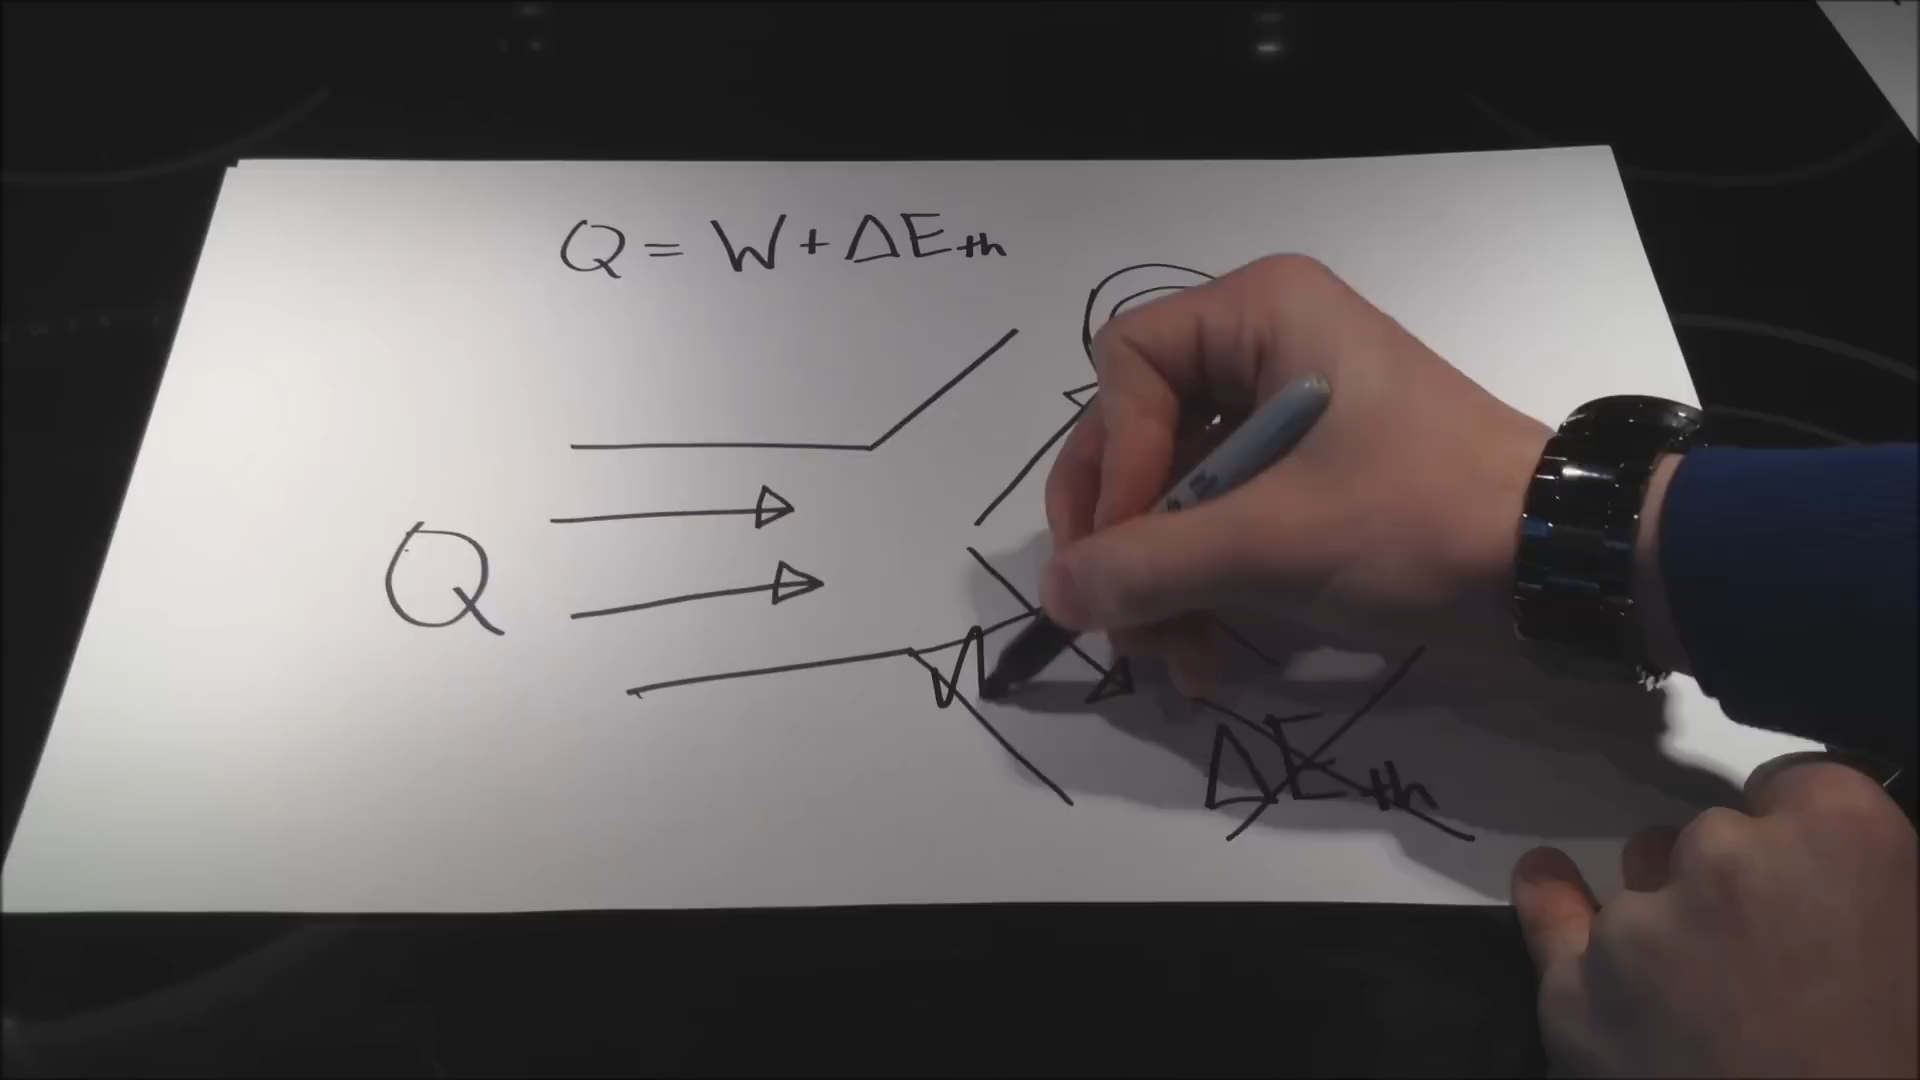 Q = W + ΔEth
Q
ΔEth